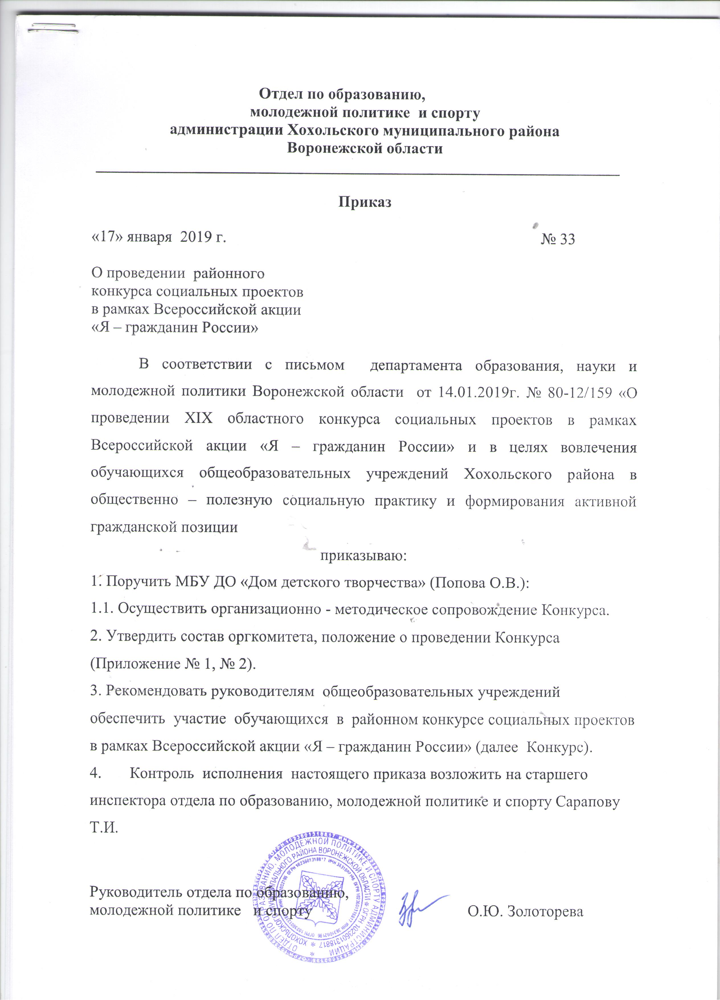 Отдел по образованию,
молодежной политике и спорту
администрации Хохольского муниципального района
Воронежской области
Приказ
«17» января 2019 г. № 33
О проведении районного
конкурса социальных проектов
в рамках Всероссийской акции
«Я – гражданин России»
В соответствии с письмом департамента образования, науки и
молодежной политики Воронежской области от 14.01.2019г. № 80-12/159 «О
проведении XIX областного конкурса социальных проектов в рамках
Всероссийской акции «Я – гражданин России» и в целях вовлечения
обучающихся общеобразовательных учреждений Хохольского района в
общественно – полезную социальную практику и формирования активной
гражданской позиции
приказываю:
1. Поручить МБУ ДО «Дом детского творчества» (Попова О.В.):
1.1. Осуществить организационно - методическое сопровождение Конкурса.
2. Утвердить состав оргкомитета, положение о проведении Конкурса
(Приложение № 1, № 2).
3. Рекомендовать руководителям общеобразовательных учреждений
обеспечить участие обучающихся в районном конкурсе социальных проектов
в рамках Всероссийской акции «Я – гражданин России» (далее Конкурс).
4. Контроль исполнения настоящего приказа возложить на старшего
инспектора отдела по образованию, молодежной политике и спорту Сарапову
Т.И.
Руководитель отдела по образованию,
молодежной политике и спорту О.Ю. Золоторева
ОТДЕЛ ПО ОБРАЗОВАНИЮ, МОЛОДЕЖНОЙ ПОЛИТИКЕ И СПОРТУ АДМИНИСТРАЦИИ *
ХОХОЛЬСКОГО МУНИЦИПАЛЬНОГО РАЙОНА ВОРОНЕЖСКОЙ ОБЛАСТИ * ОГРН 1023601318817 *